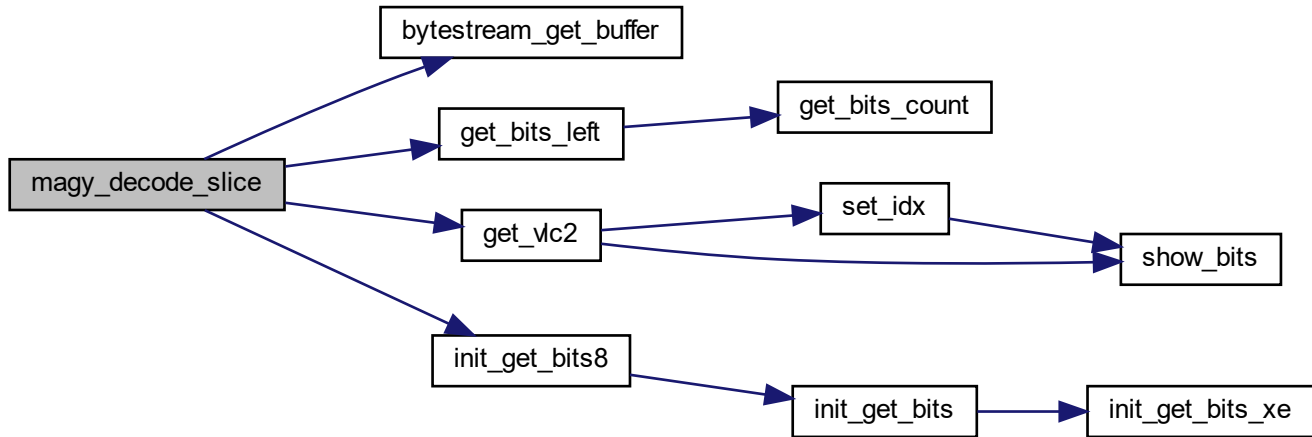 bytestream_get_buffer
get_bits_left
get_bits_count
magy_decode_slice
get_vlc2
set_idx
show_bits
init_get_bits8
init_get_bits
init_get_bits_xe